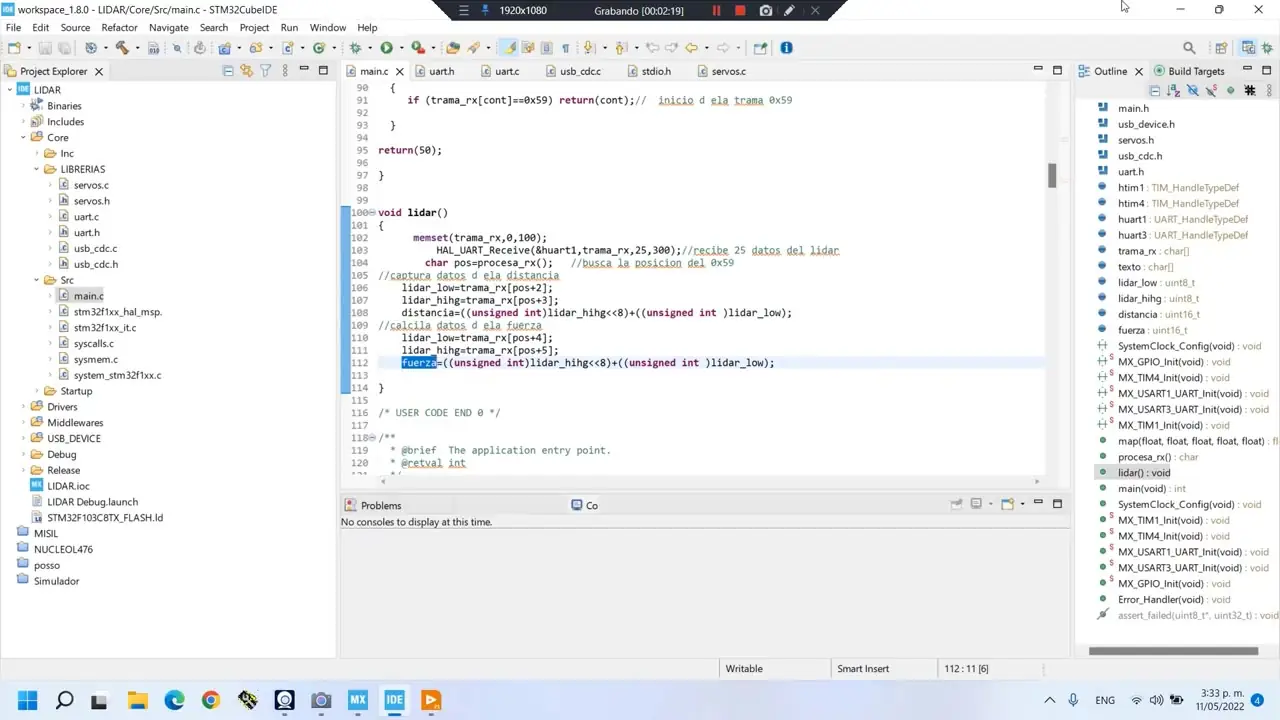 workspace_1.8.0 - LIDAR/Core/Src/main.c - STM32CubeIDE
1920x1080
Grabando [00:02:19]
File Edit Source Refactor Navigate Search Project Run Window Help
Project Explorer
LIDAR
Binaries
Includes
Core
Inc
LIBRERIAS
servos.c
servos.h
uart.c
uart.h
usb_cdc.c
usb_cdc.h
Src
main.c
stm32f1xx_hal_msp.
stm32f1xx_it.c
syscalls.c
sysmem.c
system_stm32f1xx.c
Startup
Drivers
Middlewares
USB_DEVICE
Debug
Release
LIDAR.ioc
LIDAR Debug.launch
STM32F103C8TX_FLASH.ld
MISIL
NUCLEOL476
posso
Simulador
main.c uart.h uart.c usb_cdc.c stdio.h servos.c
90 {
91 if (trama_rx[cont]==0x59) return(cont);// inicio d ela trama 0x59
92
93 }
94
95 return(50);
96
97 }
98
99
100 void lidar()
101 {
102 memset(trama_rx,0,100);
103 HAL_UART_Receive(&huart1,trama_rx,25,300);//recibe 25 datos del lidar
104 char pos=procesa_rx(); //busca la posicion del 0x59
105 //captura datos d ela distancia
106 lidar_low=trama_rx[pos+2];
107 lidar_hihg=trama_rx[pos+3];
108 distancia=((unsigned int)lidar_hihg<<8)+((unsigned int )lidar_low);
109 //calcila datos d ela fuerza
110 lidar_low=trama_rx[pos+4];
111 lidar_hihg=trama_rx[pos+5];
112 fuerza=((unsigned int)lidar_hihg<<8)+((unsigned int )lidar_low);
113
114 }
115
116 /* USER CODE END 0 */
117
118 /**
119 * @brief The application entry point.
120 * @retval int
Problems Co
No consoles to display at this time.
Outline Build Targets
main.h
usb_device.h
servos.h
usb_cdc.h
uart.h
htim1 : TIM_HandleTypeDef
htim4 : TIM_HandleTypeDef
huart1 : UART_HandleTypeDef
huart3 : UART_HandleTypeDef
trama_rx : char[]
texto : char[]
lidar_low : uint8_t
lidar_hihg : uint8_t
distancia : uint16_t
fuerza : uint16_t
SystemClock_Config(void) : void
MX_GPIO_Init(void) : void
MX_TIM4_Init(void) : void
MX_USART1_UART_Init(void) : void
MX_USART3_UART_Init(void) : void
MX_TIM1_Init(void) : void
map(float, float, float, float, float) : fl
procesa_rx() : char
lidar() : void
main(void) : int
SystemClock_Config(void) : void
MX_TIM1_Init(void) : void
MX_TIM4_Init(void) : void
MX_USART1_UART_Init(void) : void
MX_USART3_UART_Init(void) : void
MX_GPIO_Init(void) : void
Error_Handler(void) : void
assert_failed(uint8_t*, uint32_t) : void
Writable Smart Insert 112 : 11 [6]
MX IDE
ENG
3:33 p. m.
11/05/2022
4